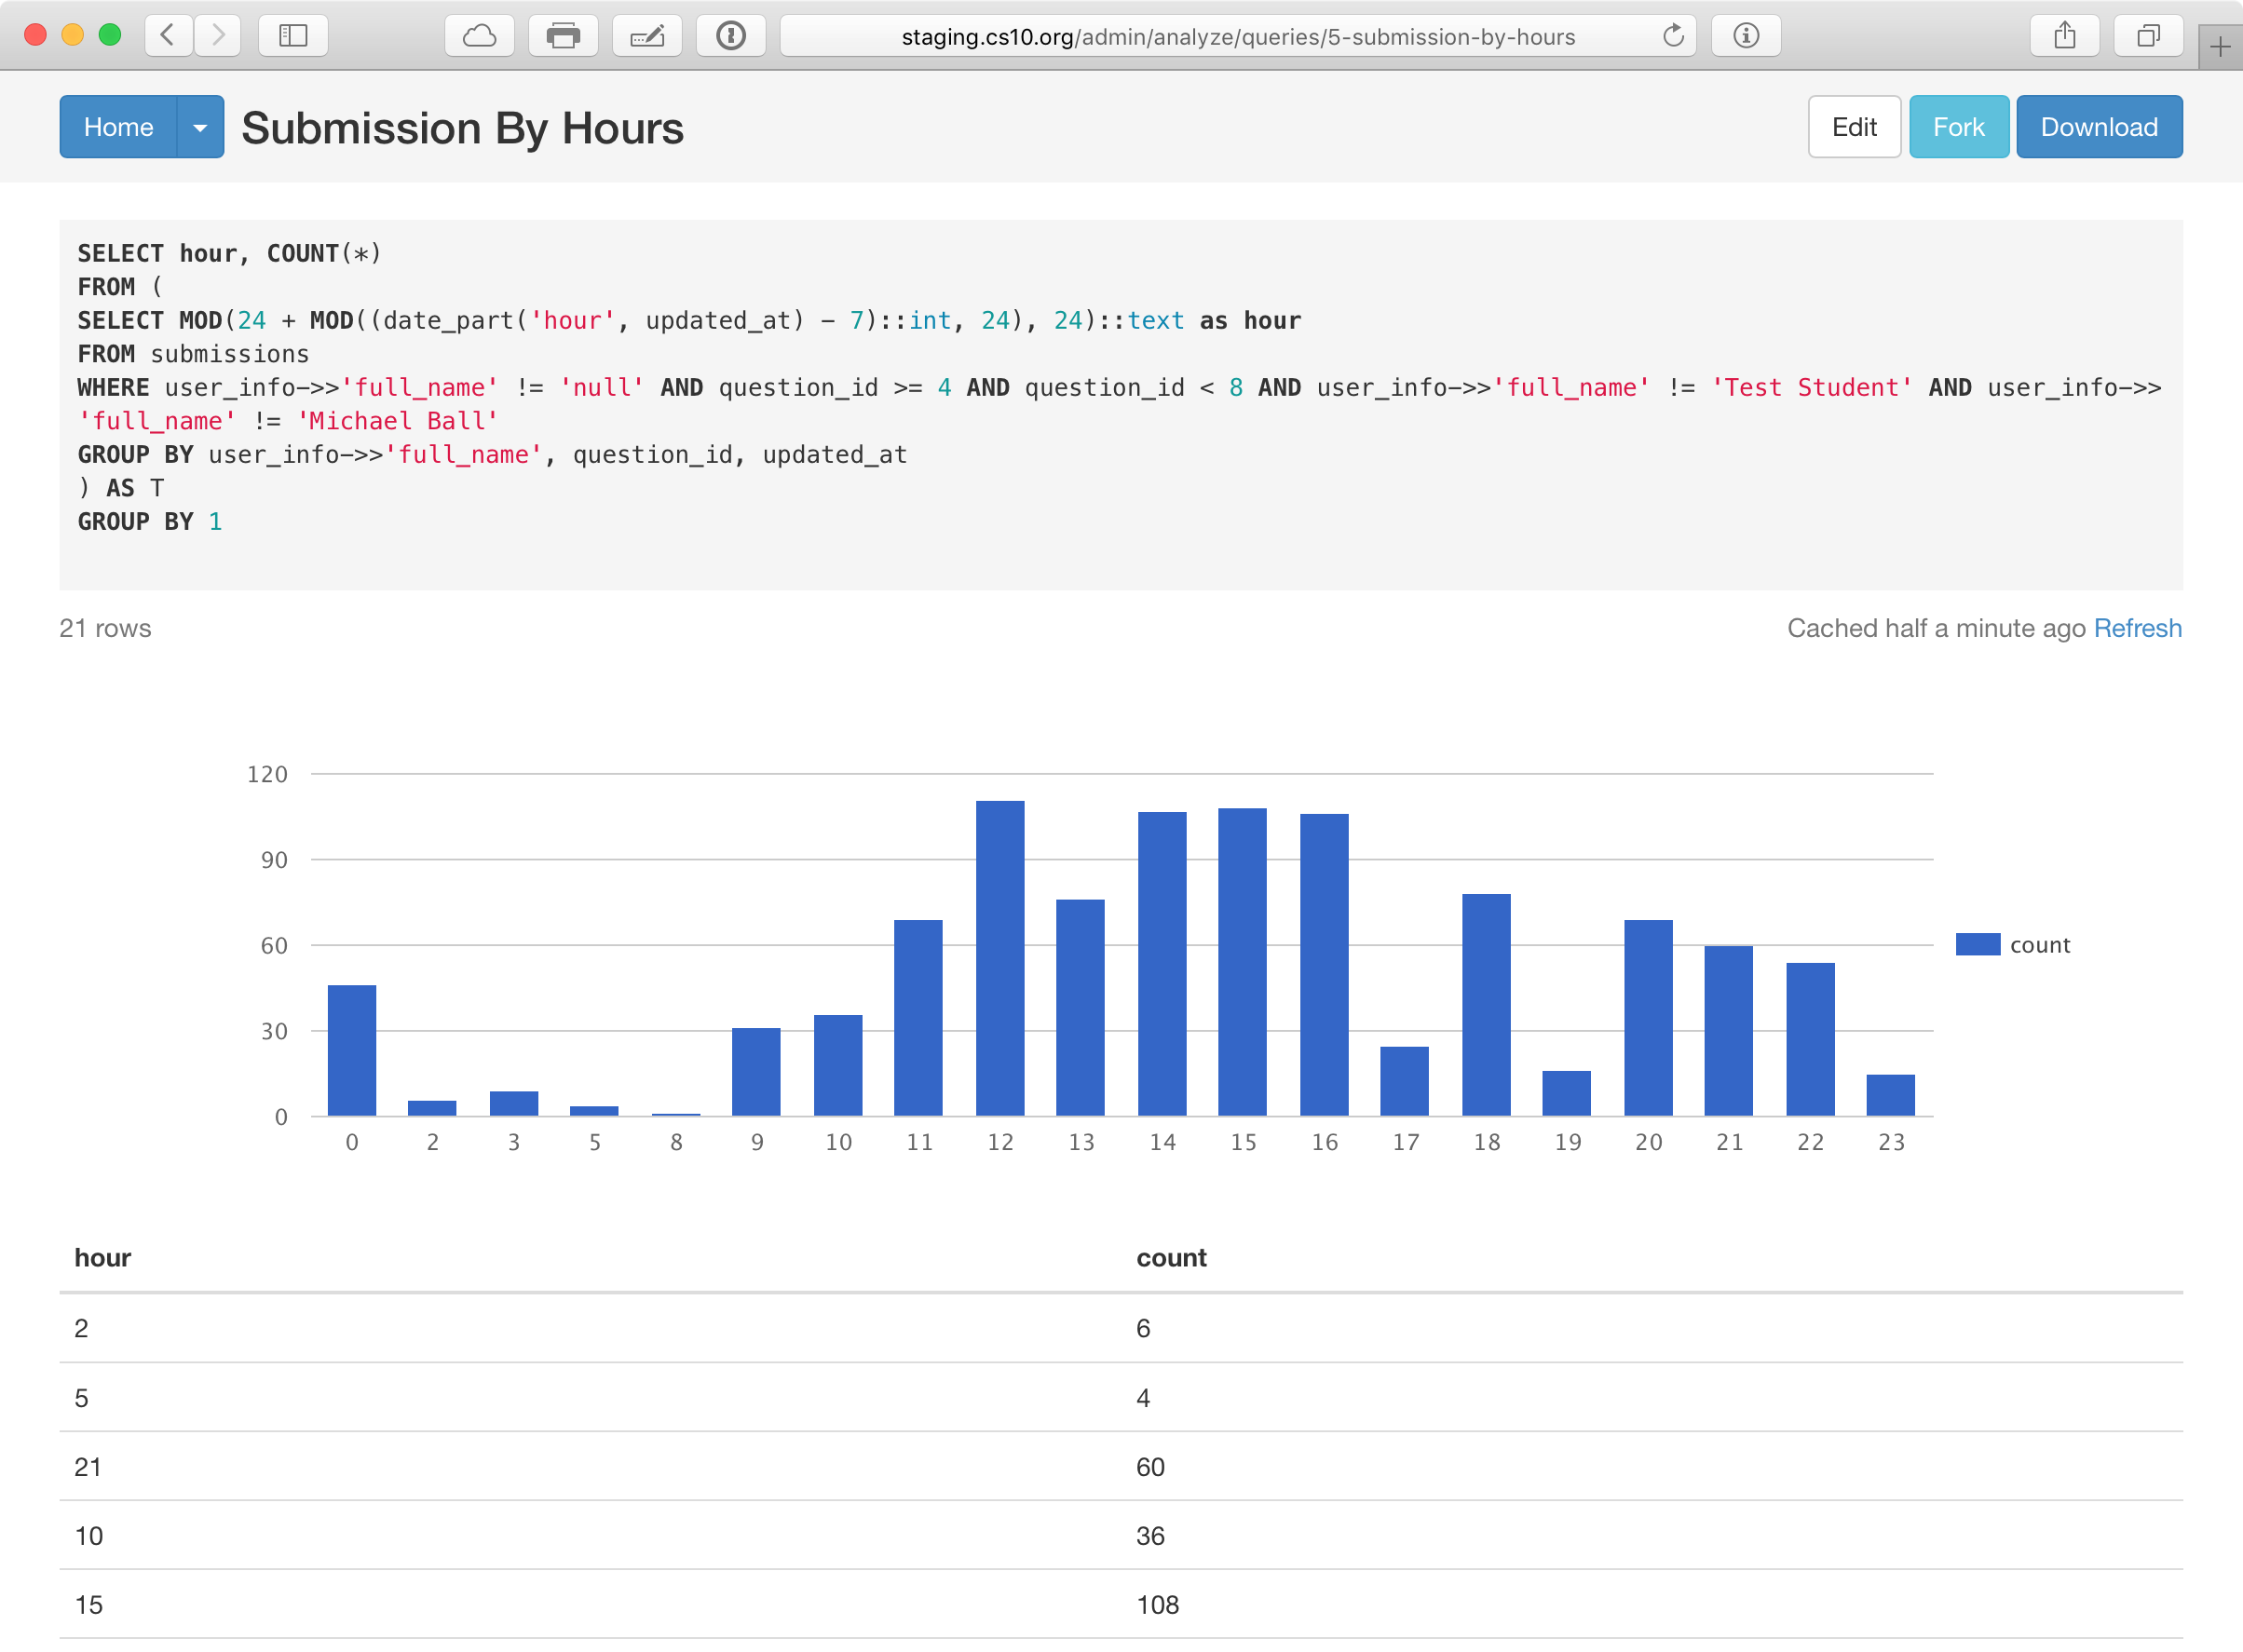 staging.cs10.org/admin/analyze/queries/5-submission-by-hours
Home
Submission By Hours
Edit
Fork
Download
SELECT hour, COUNT(*)
FROM (
SELECT MOD(24 + MOD((date_part('hour', updated_at) - 7)::int, 24), 24)::text as hour
FROM submissions
WHERE user_info->>'full_name' != 'null' AND question_id >= 4 AND question_id < 8 AND user_info->>'full_name' != 'Test Student' AND user_info->>
'full_name' != 'Michael Ball'
GROUP BY user_info->>'full_name', question_id, updated_at
) AS T
GROUP BY 1
21 rows
Cached half a minute ago Refresh
120
90
60
30
0
count
0 2 3 5 8 9 10 11 12 13 14 15 16 17 18 19 20 21 22 23
hour count
2 6
5 4
21 60
10 36
15 108